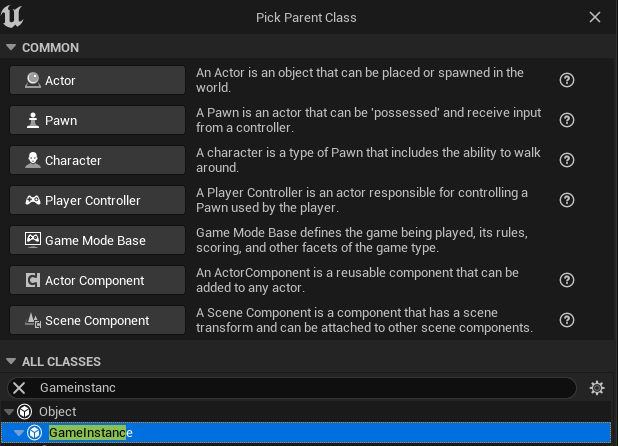 Pick Parent Class
COMMON
Actor
An Actor is an object that can be placed or spawned in the
world.
Pawn
A Pawn is an actor that can be 'possessed' and receive input
from a controller.
Character
A character is a type of Pawn that includes the ability to walk
around.
Player Controller
A Player Controller is an actor responsible for controlling a
Pawn used by the player.
Game Mode Base
Game Mode Base defines the game being played, its rules,
scoring, and other facets of the game type.
Actor Component
An ActorComponent is a reusable component that can be
added to any actor.
Scene Component
A Scene Component is a component that has a scene
transform and can be attached to other scene components.
ALL CLASSES
Gameinstanc
Object
GameInstance